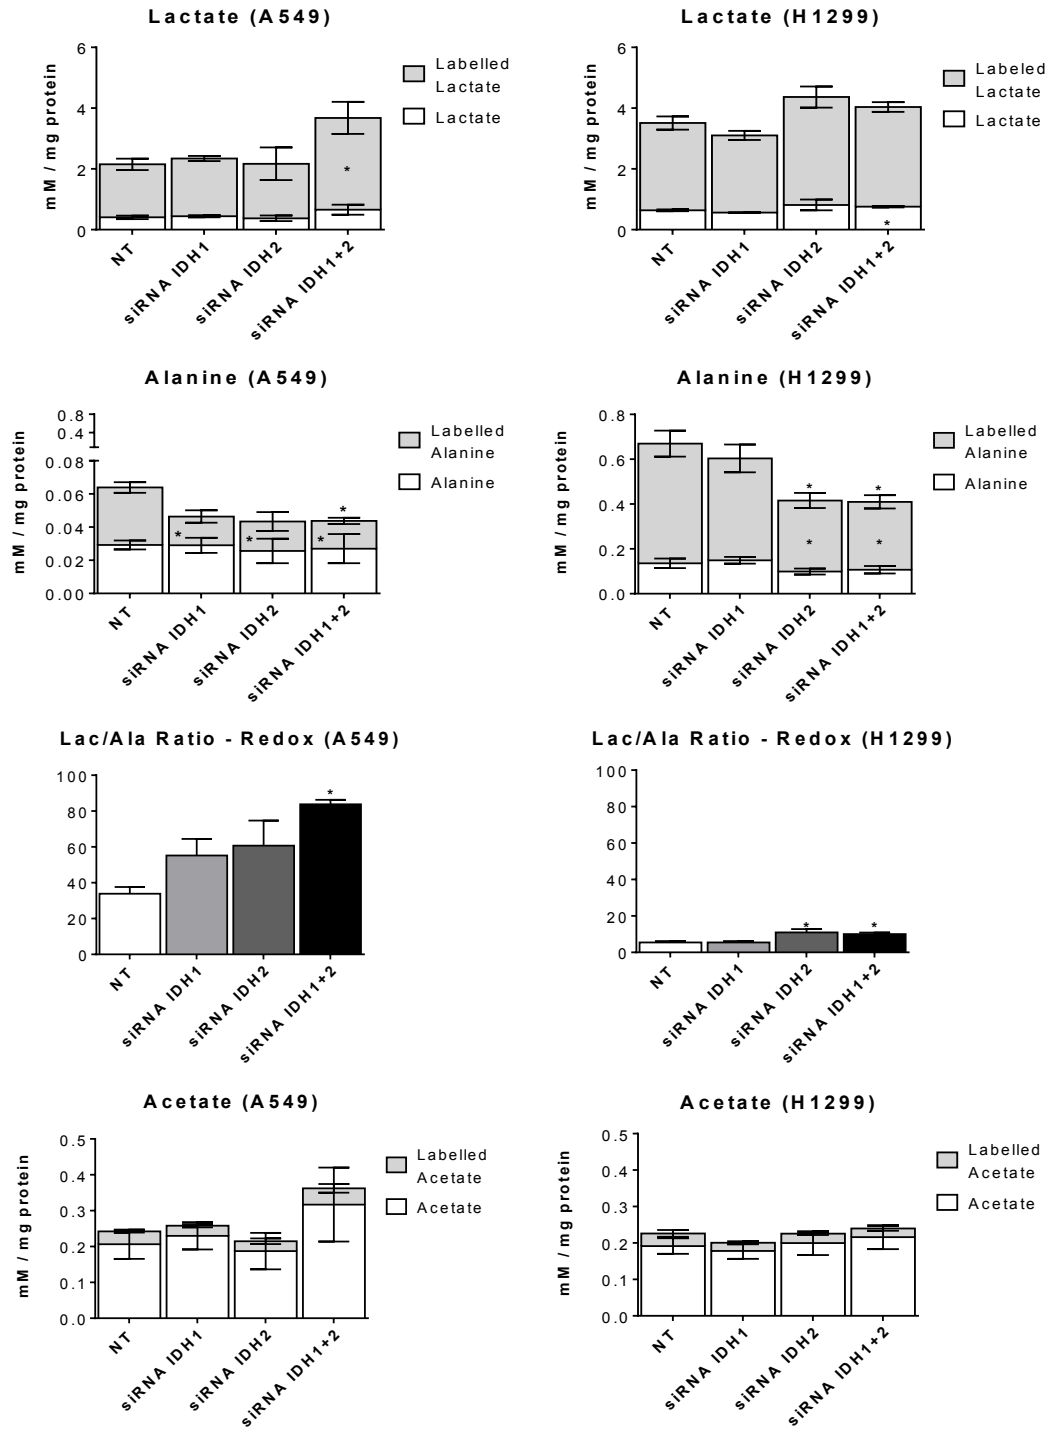 Lactate (A549)
mM / mg protein
6
4
2
0
*
NT
siRNA IDH1
siRNA IDH2
siRNA IDH1+2
Labelled
Lactate
Lactate
Lactate (H1299)
mM / mg protein
6
4
2
0
*
NT
siRNA IDH1
siRNA IDH2
siRNA IDH1+2
Labeled
Lactate
Lactate
Alanine (A549)
mM / mg protein
0.8
0.4
0.08
0.06
0.04
0.02
0.00
*
* * *
NT
siRNA IDH1
siRNA IDH2
siRNA IDH1+2
Labelled
Alanine
Alanine
Alanine (H1299)
mM / mg protein
0.8
0.6
0.4
0.2
0.0
* *
* *
NT
siRNA IDH1
siRNA IDH2
siRNA IDH1+2
Labelled
Alanine
Alanine
Lac/Ala Ratio - Redox (A549)
100
80
60
40
20
0
*
NT
siRNA IDH1
siRNA IDH2
siRNA IDH1+2
Lac/Ala Ratio - Redox (H1299)
100
80
60
40
20
0
* *
NT
siRNA IDH1
siRNA IDH2
siRNA IDH1+2
Acetate (A549)
mM / mg protein
0.5
0.4
0.3
0.2
0.1
0.0
NT
siRNA IDH1
siRNA IDH2
siRNA IDH1+2
Labelled
Acetate
Acetate
Acetate (H1299)
mM / mg protein
0.5
0.4
0.3
0.2
0.1
0.0
NT
siRNA IDH1
siRNA IDH2
siRNA IDH1+2
Labelled
Acetate
Acetate